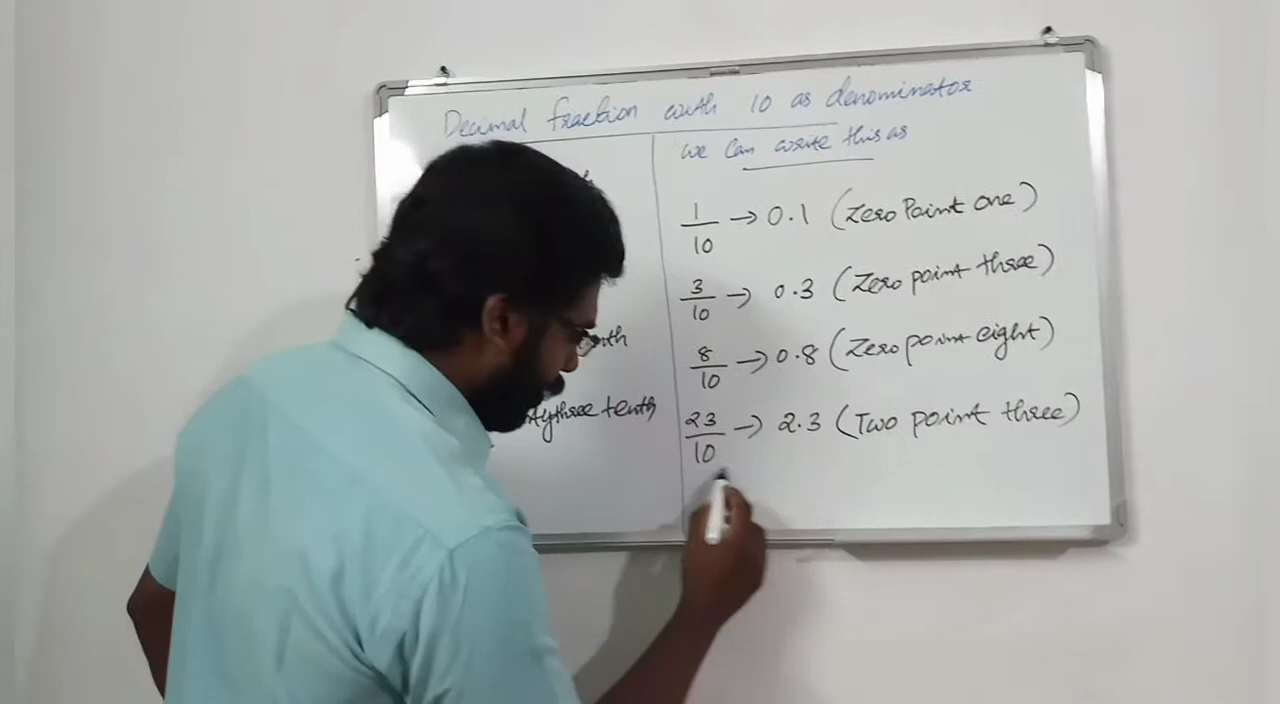 Decimal fraction with 10 as denominator
we can write this as
1/10 → 0.1 (Zero Point one)
3/10 → 0.3 (Zero point three)
8/10 → 0.8 (Zero point eight)
three tenth
23/10 → 2.3 (Two point three)